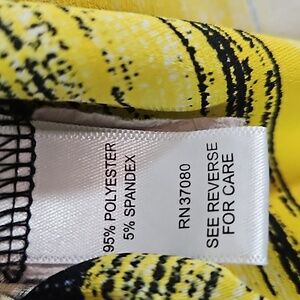 95% POLYESTER
5% SPANDEX
RN37080
SEE REVERSE
FOR CARE